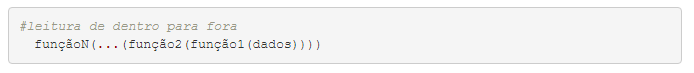 #leitura de dentro para fora
funçãoN(...(função2(função1(dados))))